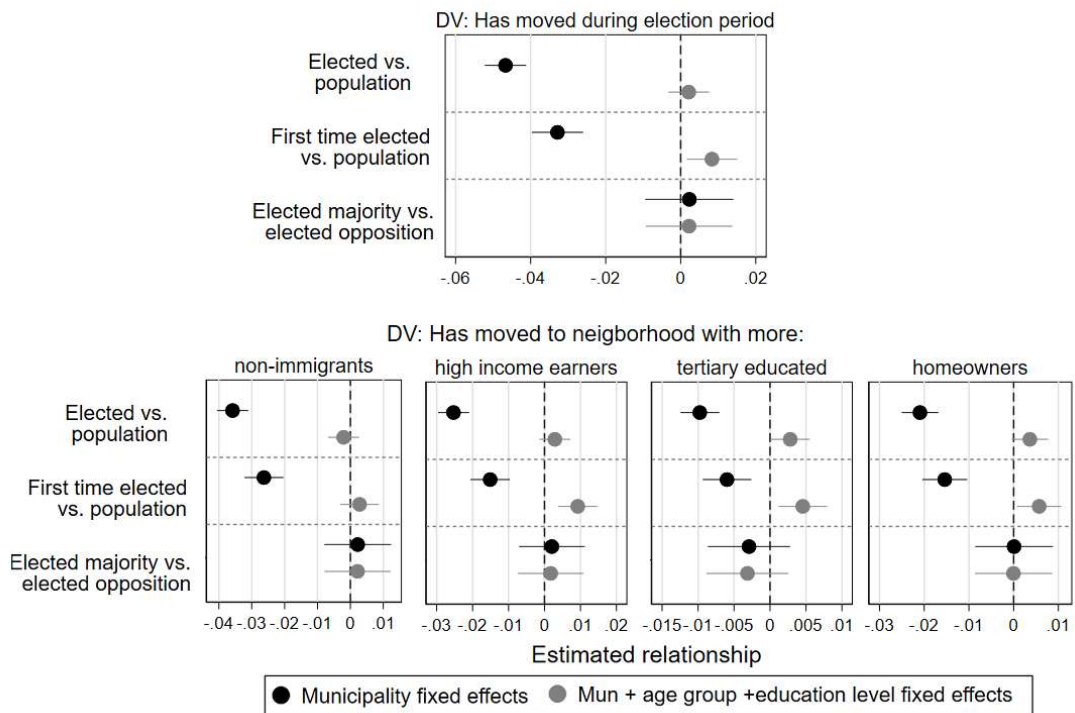 DV: Has moved during election period
Elected vs.
population
First time elected
vs. population
Elected majority vs.
elected opposition
-.06 -.04 -.02 0 .02
DV: Has moved to neigborhood with more:
non-immigrants high income earners tertiary educated homeowners
Elected vs.
population
First time elected
vs. population
Elected majority vs.
elected opposition
-.04 -.03 -.02 -.01 0 .01 -.03 -.02 -.01 0 .01 .02 -.015 -.01 -.005 0 .005 .01 -.03 -.02 -.01 0 .01
Estimated relationship
Municipality fixed effects Mun + age group +education level fixed effects